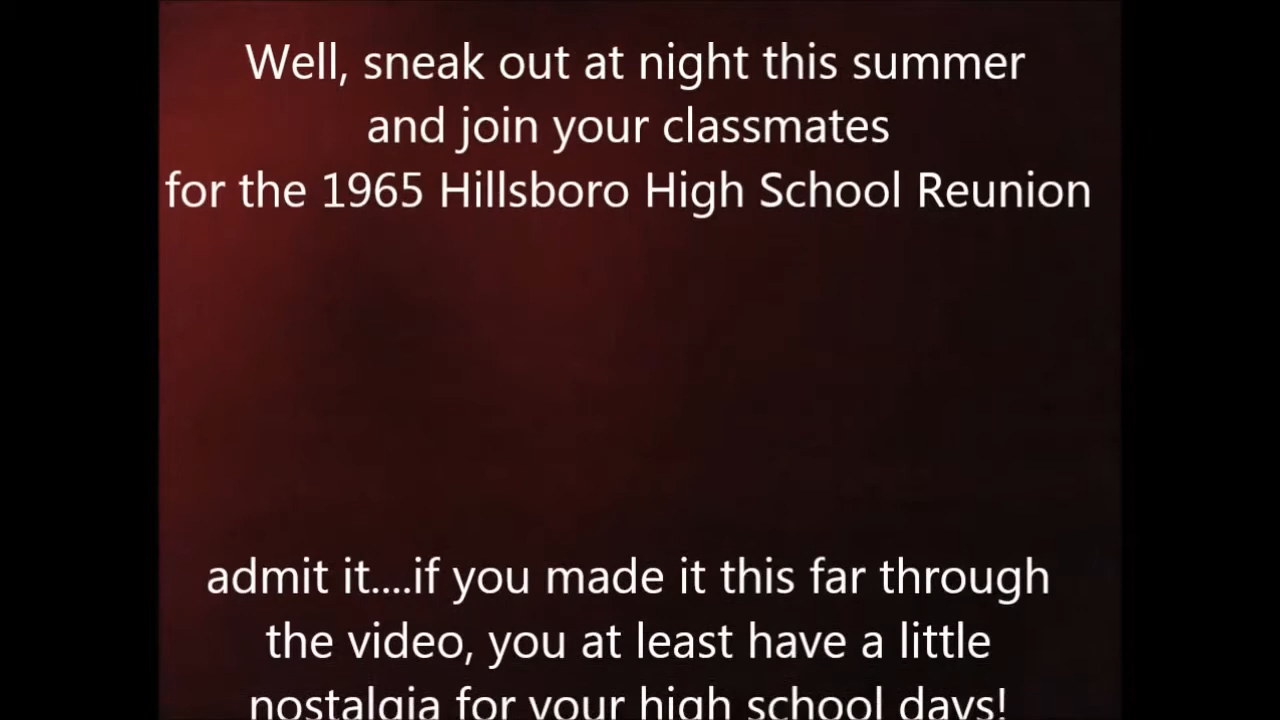 Well, sneak out at night this summer
and join your classmates
for the 1965 Hillsboro High School Reunion
admit it....if you made it this far through
the video, you at least have a little
nostalgia for your high school days!